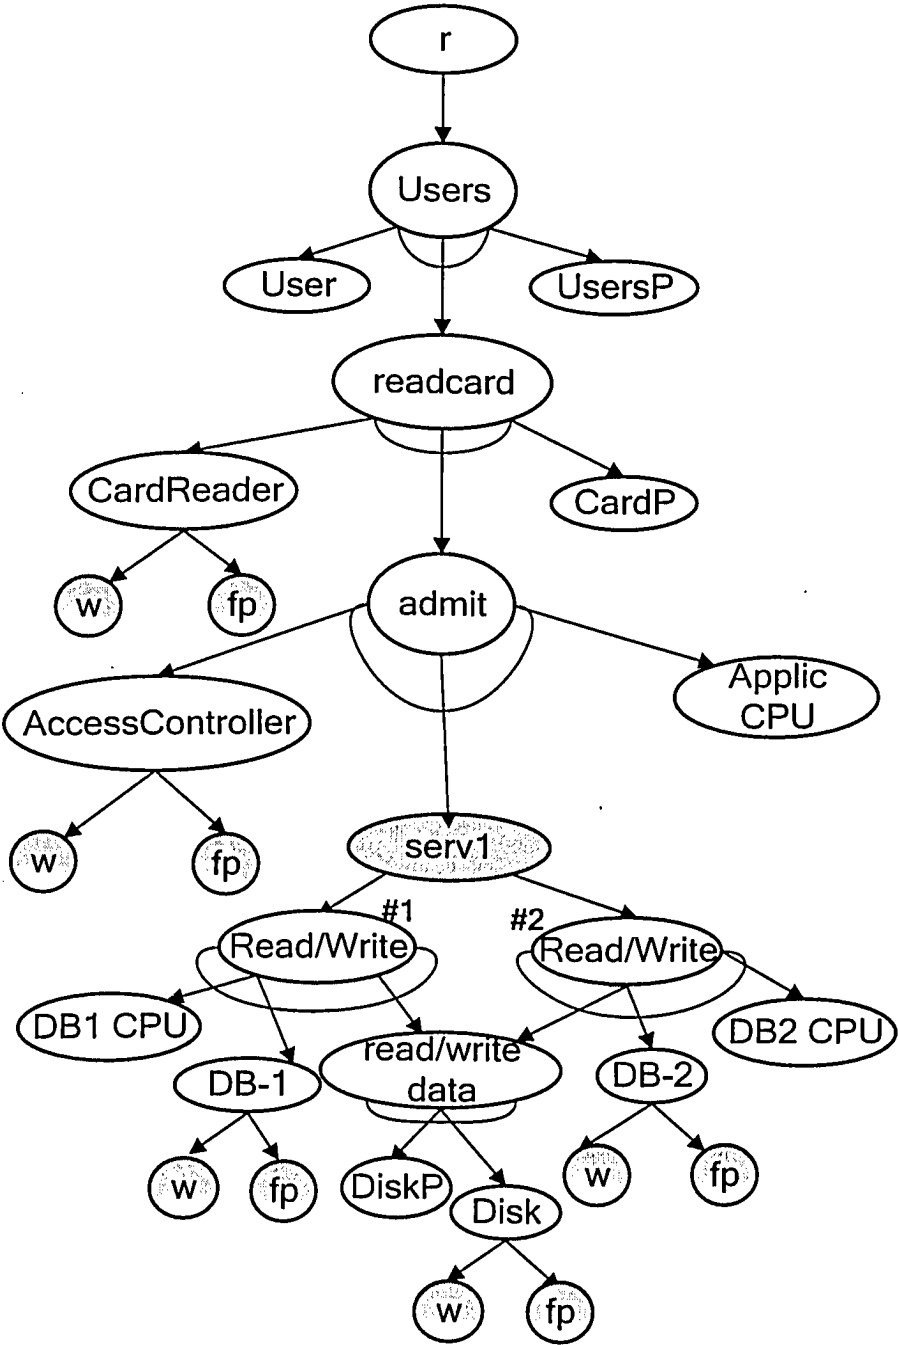 r
Users
User
UsersP
readcard
CardReader
CardP
w
fp
admit
Applic
CPU
AccessController
w
fp
serv1
#1
#2
Read/Write
Read/Write
DB1 CPU
DB2 CPU
read/write
data
DB-1
DB-2
w
fp
DiskP
Disk
w
fp
w
fp